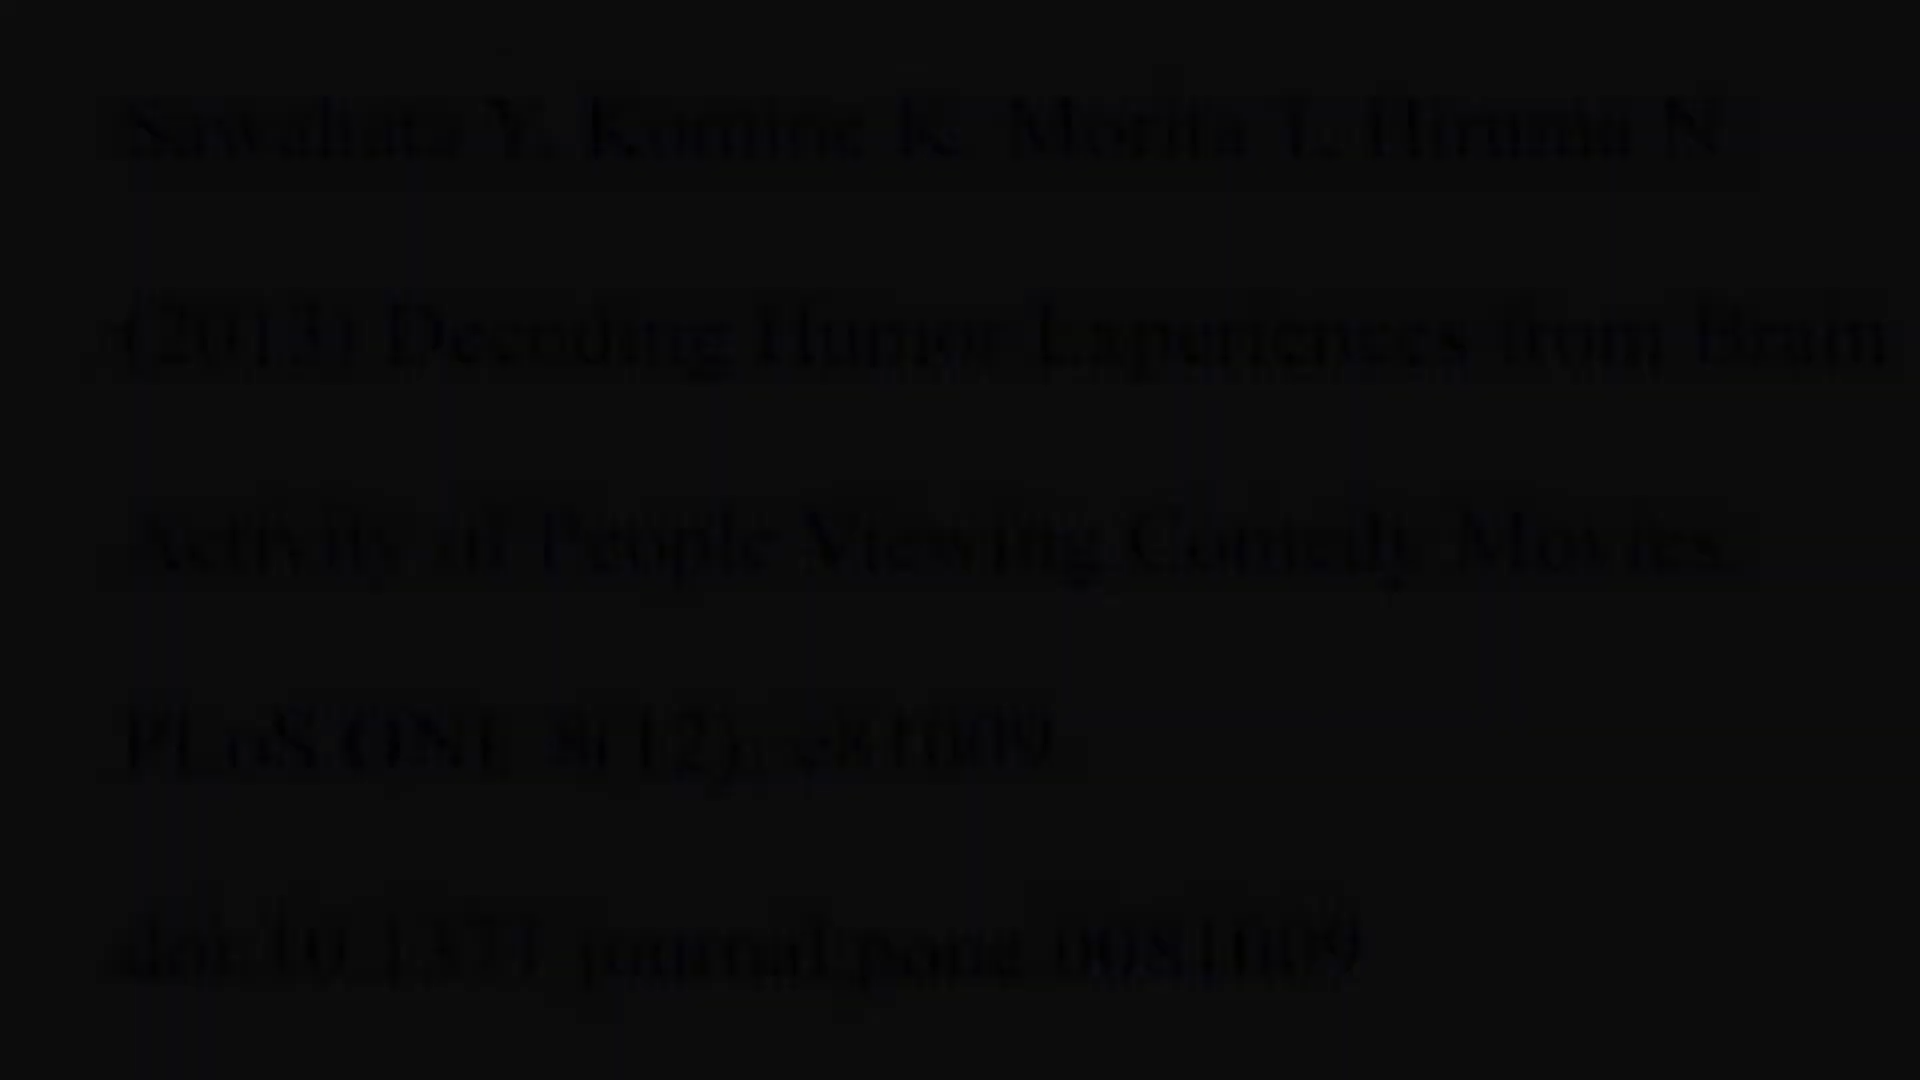 Sawahata Y, Komine K, Morita T, Hiruma N
(2013) Decoding Humor Experiences from Brain
Activity of People Viewing Comedy Movies.
PLoS ONE 8(12): e81009
doi:10.1371/journal.pone.0081009